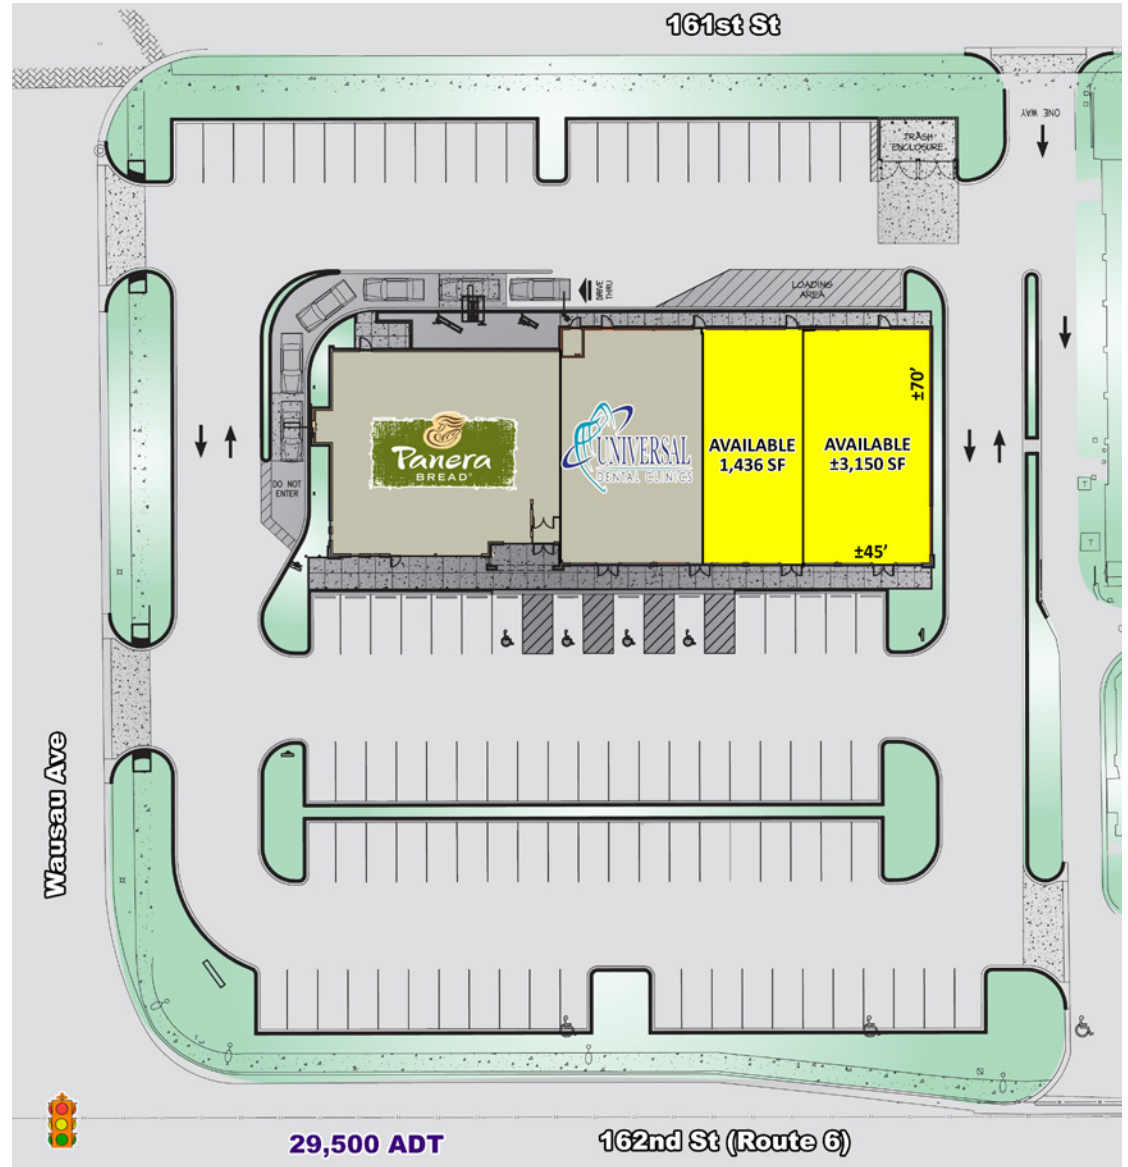 161st St
ONE WAY
TRASH
ENCLOSURE
LOADING
AREA
DRIVE
THRU
±70'
Panera
BREAD®
UNIVERSAL
DENTAL CLINICS
AVAILABLE
1,436 SF
AVAILABLE
±3,150 SF
DO NOT
ENTER
±45'
T
T
Wausau Ave
29,500 ADT
162nd St (Route 6)